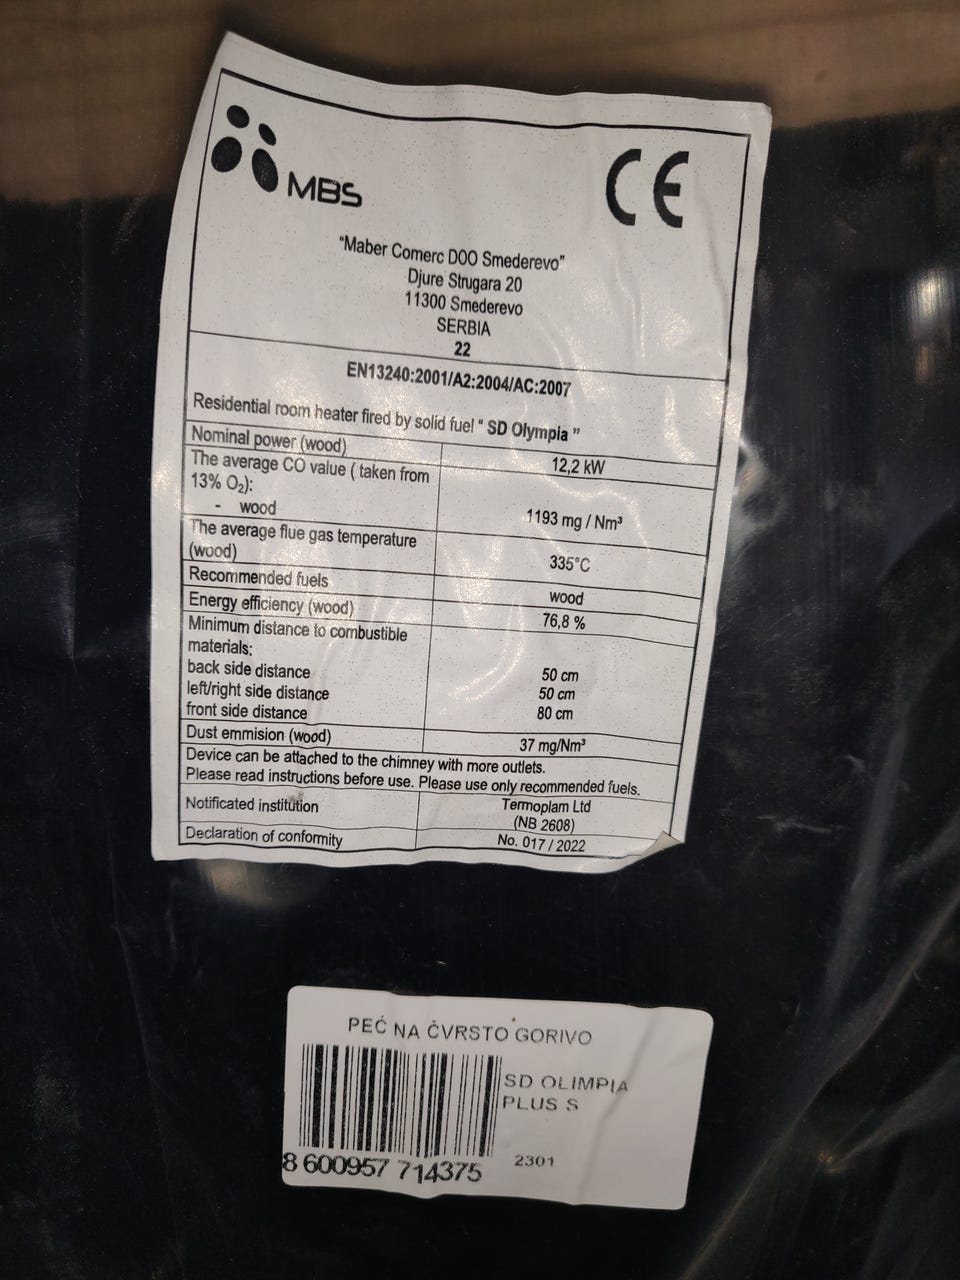 MBS
CE
"Maber Comerc DOO Smederevo"
Djure Strugara 20
11300 Smederevo
SERBIA
22
EN13240:2001/A2:2004/AC:2007
Residential room heater fired by solid fuel " SD Olympia "
Nominal power (wood) 12,2 kW
The average CO value ( taken from
13% O₂):
- wood 1193 mg / Nm³
The average flue gas temperature
(wood) 335°C
Recommended fuels wood
Energy efficiency (wood) 76,8 %
Minimum distance to combustible
materials:
back side distance 50 cm
left/right side distance 50 cm
front side distance 80 cm
Dust emmision (wood) 37 mg/Nm³
Device can be attached to the chimney with more outlets.
Please read instructions before use. Please use only recommended fuels.
Notificated institution Termoplam Ltd
(NB 2608)
Declaration of conformity No. 017 / 2022
PEĆ NA ČVRSTO GORIVO
SD OLIMPIA
PLUS S
2301
8 600957 714375